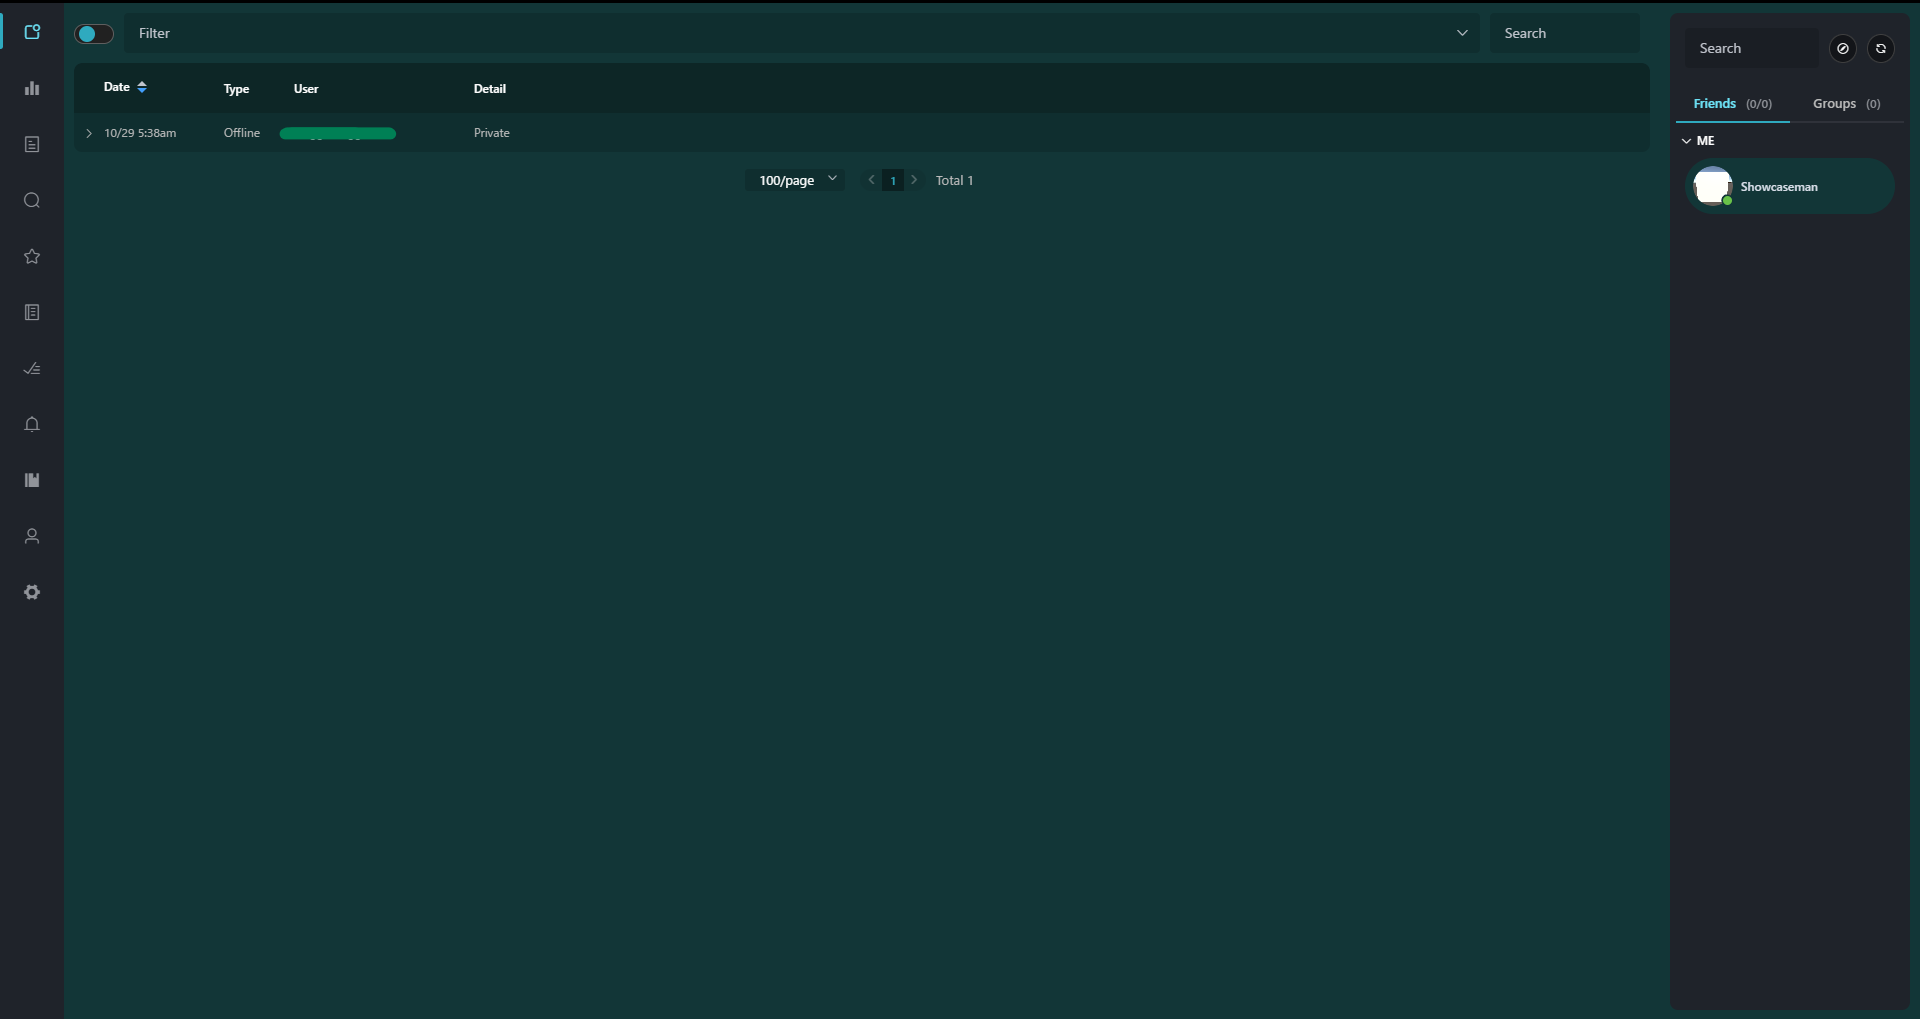 Filter
Search
Date Type User Detail
10/29 5:38am Offline Private
100/page 1 Total 1
Search
Friends (0/0) Groups (0)
ME
Showcaseman